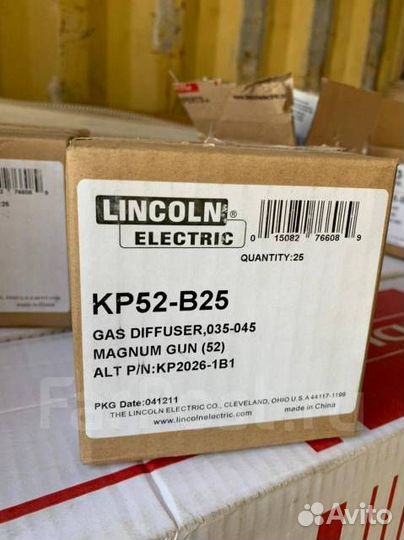 LINCOLN®
ELECTRIC
0 15082 76608 9
QUANTITY:25
KP52-B25
GAS DIFFUSER,035-045
MAGNUM GUN (52)
ALT P/N:KP2026-1B1
PKG Date:041211
THE LINCOLN ELECTRIC CO., CLEVELAND, OHIO U.S.A 44117-1199
www.lincolnelectric.com made in China
Avito